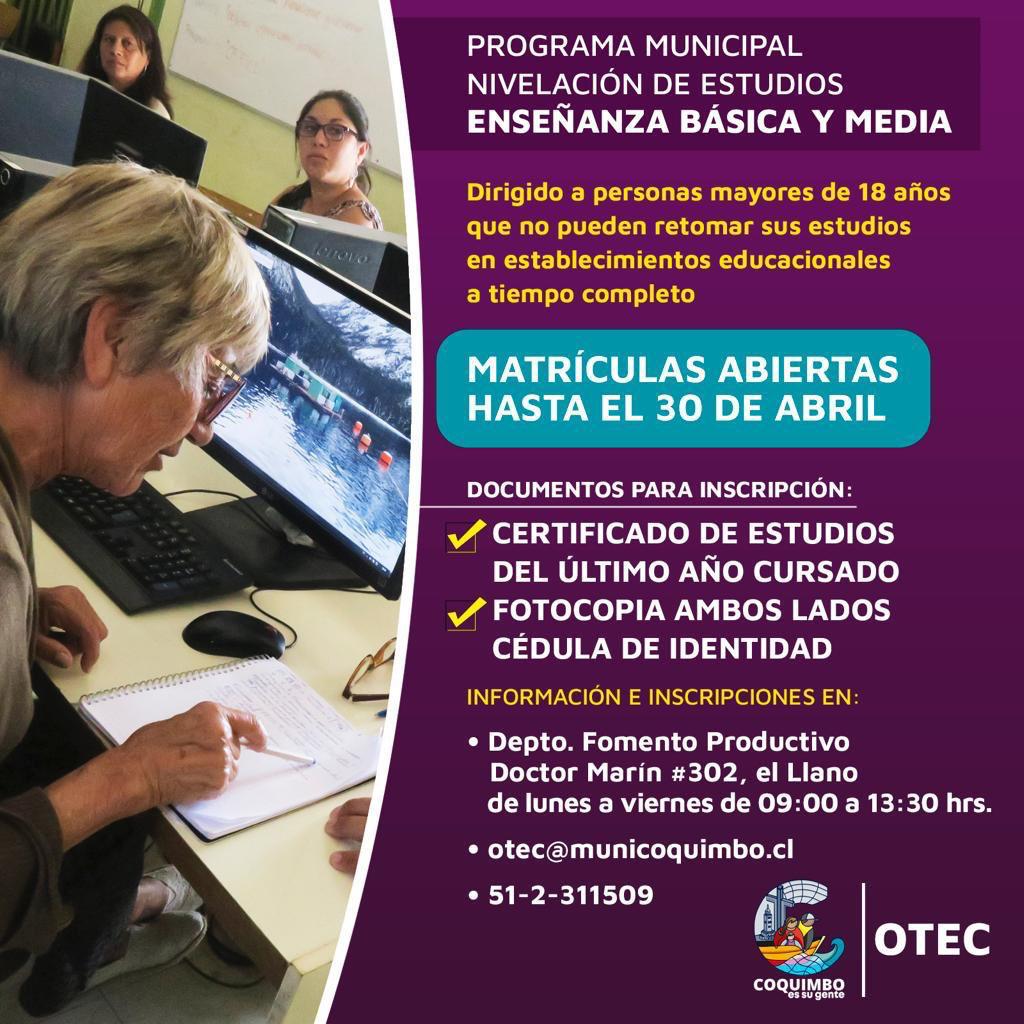 PROGRAMA MUNICIPAL
NIVELACIÓN DE ESTUDIOS
ENSEÑANZA BÁSICA Y MEDIA
Dirigido a personas mayores de 18 años
que no pueden retomar sus estudios
en establecimientos educacionales
a tiempo completo
MATRÍCULAS ABIERTAS
HASTA EL 30 DE ABRIL
DOCUMENTOS PARA INSCRIPCIÓN:
CERTIFICADO DE ESTUDIOS
DEL ÚLTIMO AÑO CURSADO
FOTOCOPIA AMBOS LADOS
CÉDULA DE IDENTIDAD
INFORMACIÓN E INSCRIPCIONES EN:
• Depto. Fomento Productivo
Doctor Marín #302, el Llano
de lunes a viernes de 09:00 a 13:30 hrs.
• otec@municoquimbo.cl
• 51-2-311509
COQUIMBO
es su gente
OTEC
lenovo